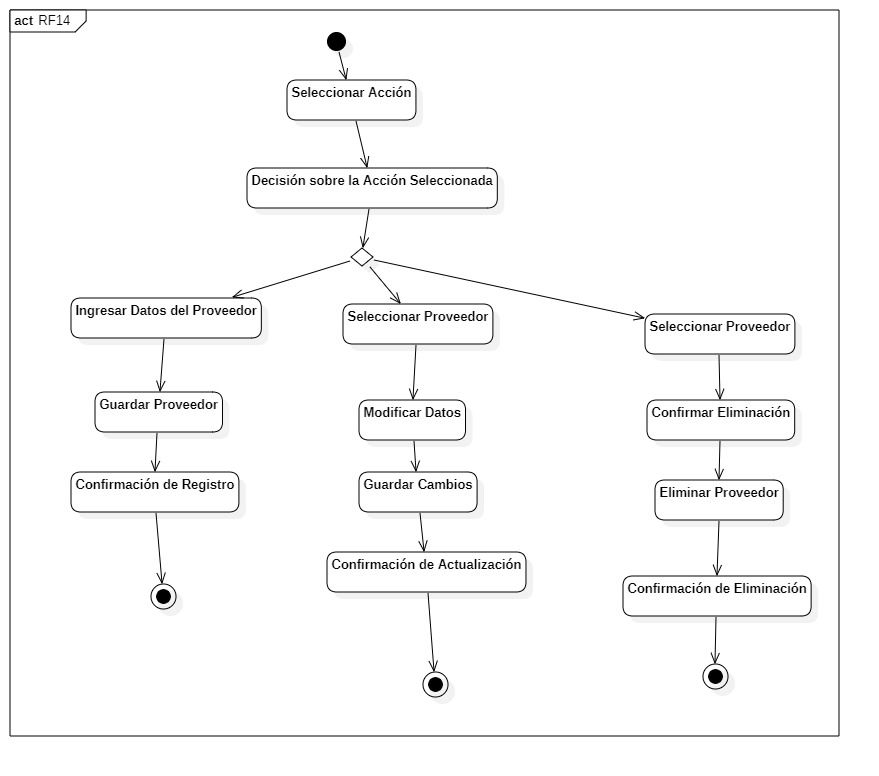 act RF14
Seleccionar Acción
Decisión sobre la Acción Seleccionada
Ingresar Datos del Proveedor
Seleccionar Proveedor
Seleccionar Proveedor
Guardar Proveedor
Modificar Datos
Confirmar Eliminación
Confirmación de Registro
Guardar Cambios
Eliminar Proveedor
Confirmación de Actualización
Confirmación de Eliminación